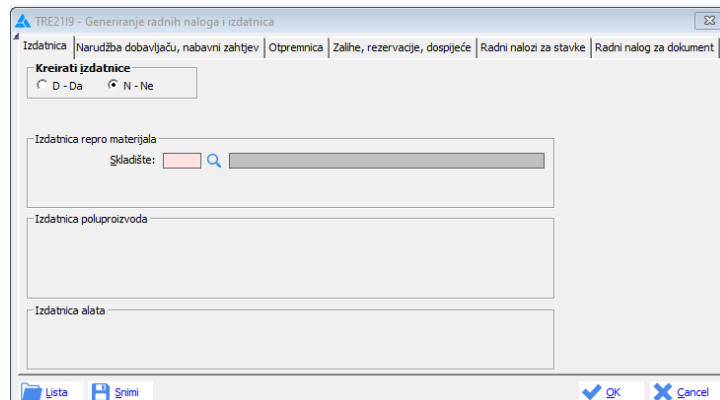 TRE21I9 - Generiranje radnih naloga i izdatnica
Izdatnica Narudžba dobavljaču, nabavni zahtjev Otpremnica Zalihe, rezervacije, dospijeće Radni nalozi za stavke Radni nalog za dokument
Kreirati izdatnice
D - Da N - Ne
Izdatnica repro materijala
Skladište:
Izdatnica poluproizvoda
Izdatnica alata
Lista Snimi OK Cancel